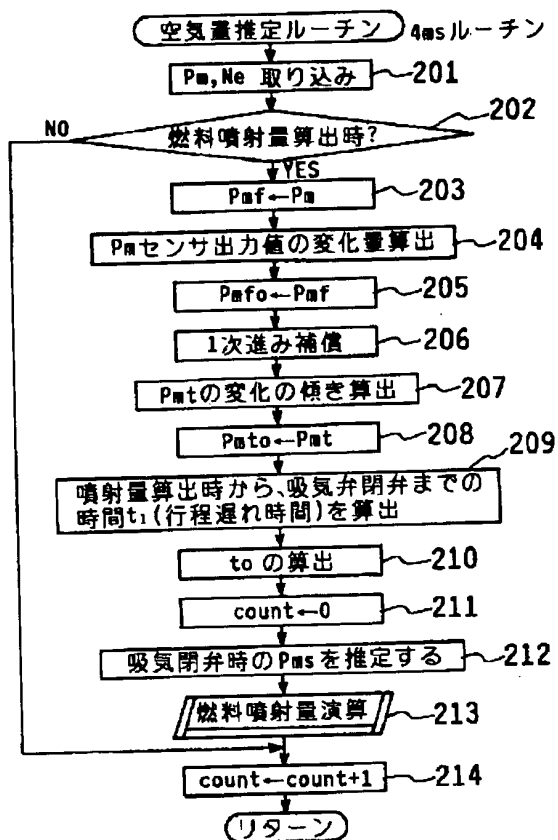 空気量推定ルーチン 4msルーチン
Pm,Ne 取り込み 201
202
NO 燃料噴射量算出時?
YES
Pmf←Pm 203
Pmセンサ出力値の変化量算出 204
Pmfo←Pmf 205
1次進み補償 206
Pmtの変化の傾き算出 207
Pmto←Pmt 208
209
噴射量算出時から、吸気弁閉弁までの
時間t₁(行程遅れ時間)を算出
toの算出 210
count←0 211
吸気閉弁時のPmsを推定する 212
燃料噴射量演算 213
count←count+1 214
リターン